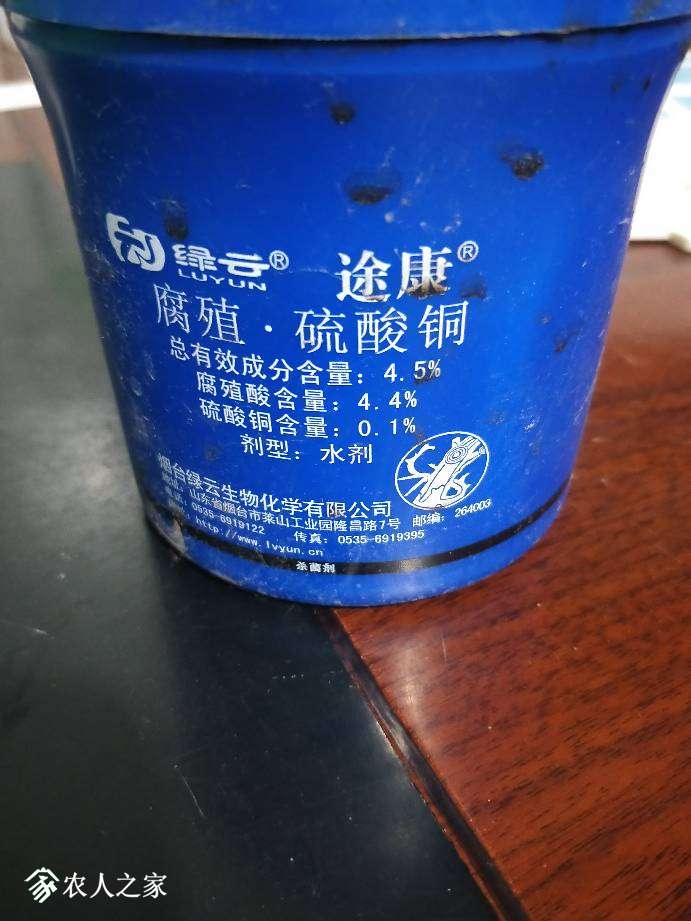 绿云® 途康®
LUYUN
腐殖·硫酸铜
总有效成分含量：4.5%
腐殖酸含量：4.4%
硫酸铜含量：0.1%
剂型：水剂
烟台绿云生物化学有限公司
地址：山东省烟台市莱山工业园隆昌路7号 邮编：264003
电话：0535-6919122 传真：0535-6919395
http://www.lvyun.cn
杀菌剂
农人之家